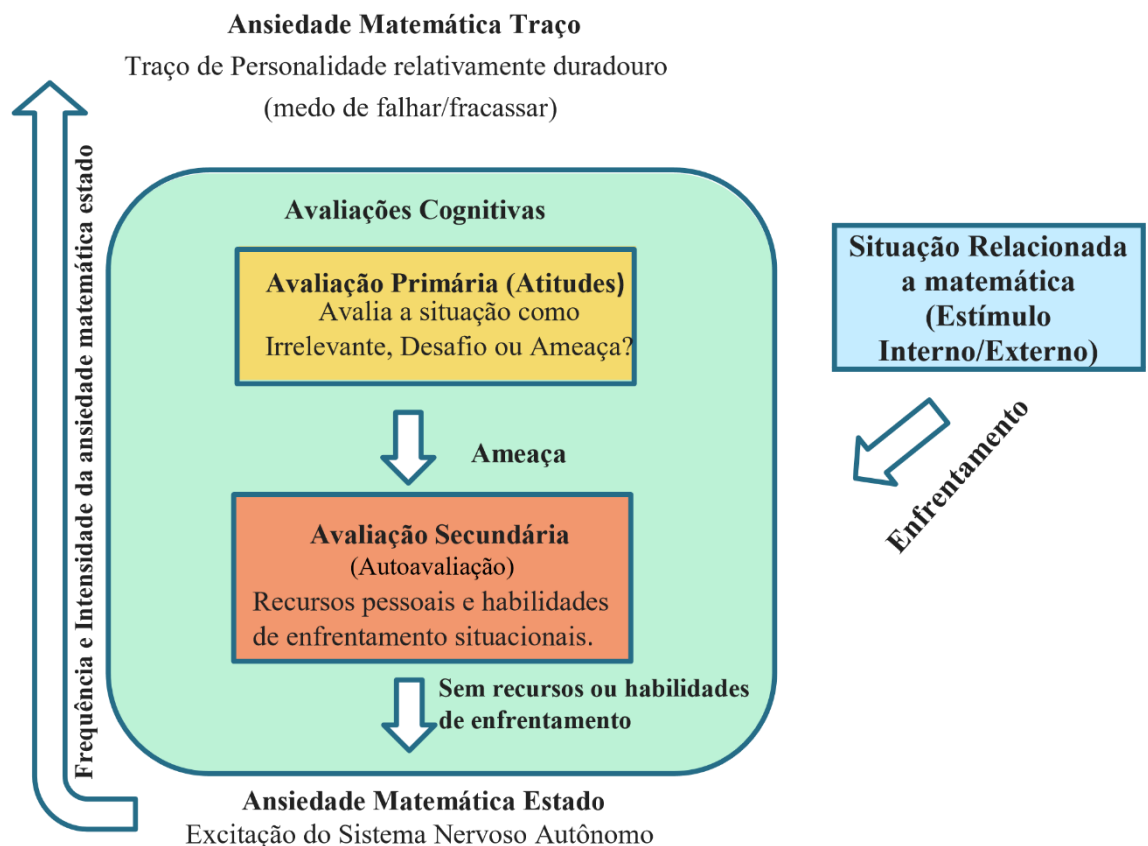 Ansiedade Matemática Traço
Traço de Personalidade relativamente duradouro
(medo de falhar/fracassar)
Frequência e Intensidade da ansiedade matemática estado
Avaliações Cognitivas
Avaliação Primária (Atitudes)
Avalia a situação como
Irrelevante, Desafio ou Ameaça?
Ameaça
Avaliação Secundária
(Autoavaliação)
Recursos pessoais e habilidades
de enfrentamento situacionais.
Sem recursos ou habilidades
de enfrentamento
Situação Relacionada
a matemática
(Estímulo
Interno/Externo)
Enfrentamento
Ansiedade Matemática Estado
Excitação do Sistema Nervoso Autônomo